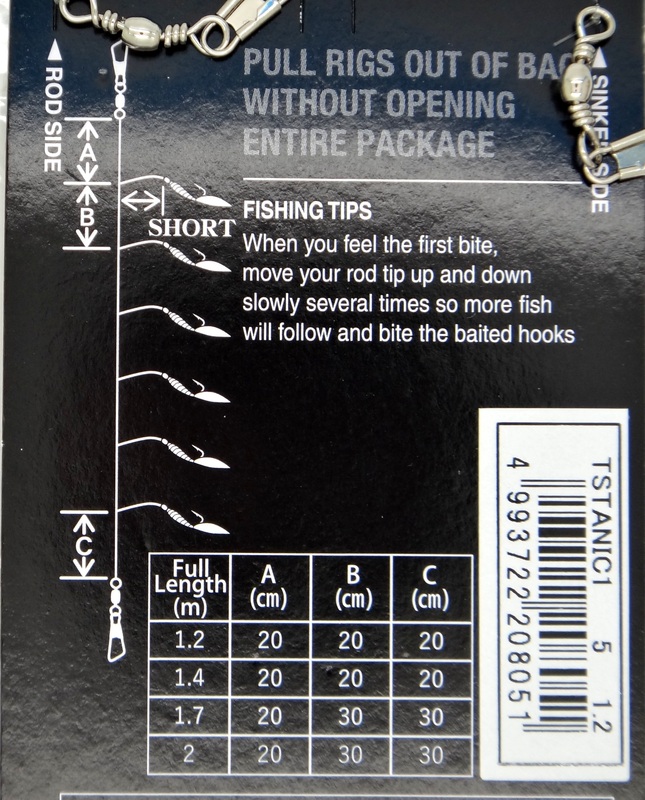 ROD SIDE
PULL RIGS OUT OF BAG
WITHOUT OPENING
ENTIRE PACKAGE
SINKER SIDE
A
B
SHORT
FISHING TIPS
When you feel the first bite,
move your rod tip up and down
slowly several times so more fish
will follow and bite the baited hooks
C
Full Length (m) A (cm) B (cm) C (cm)
1.2 20 20 20
1.4 20 20 20
1.7 20 30 30
2 20 30 30
TSTANIC1 5 1.2
4 993722 208051